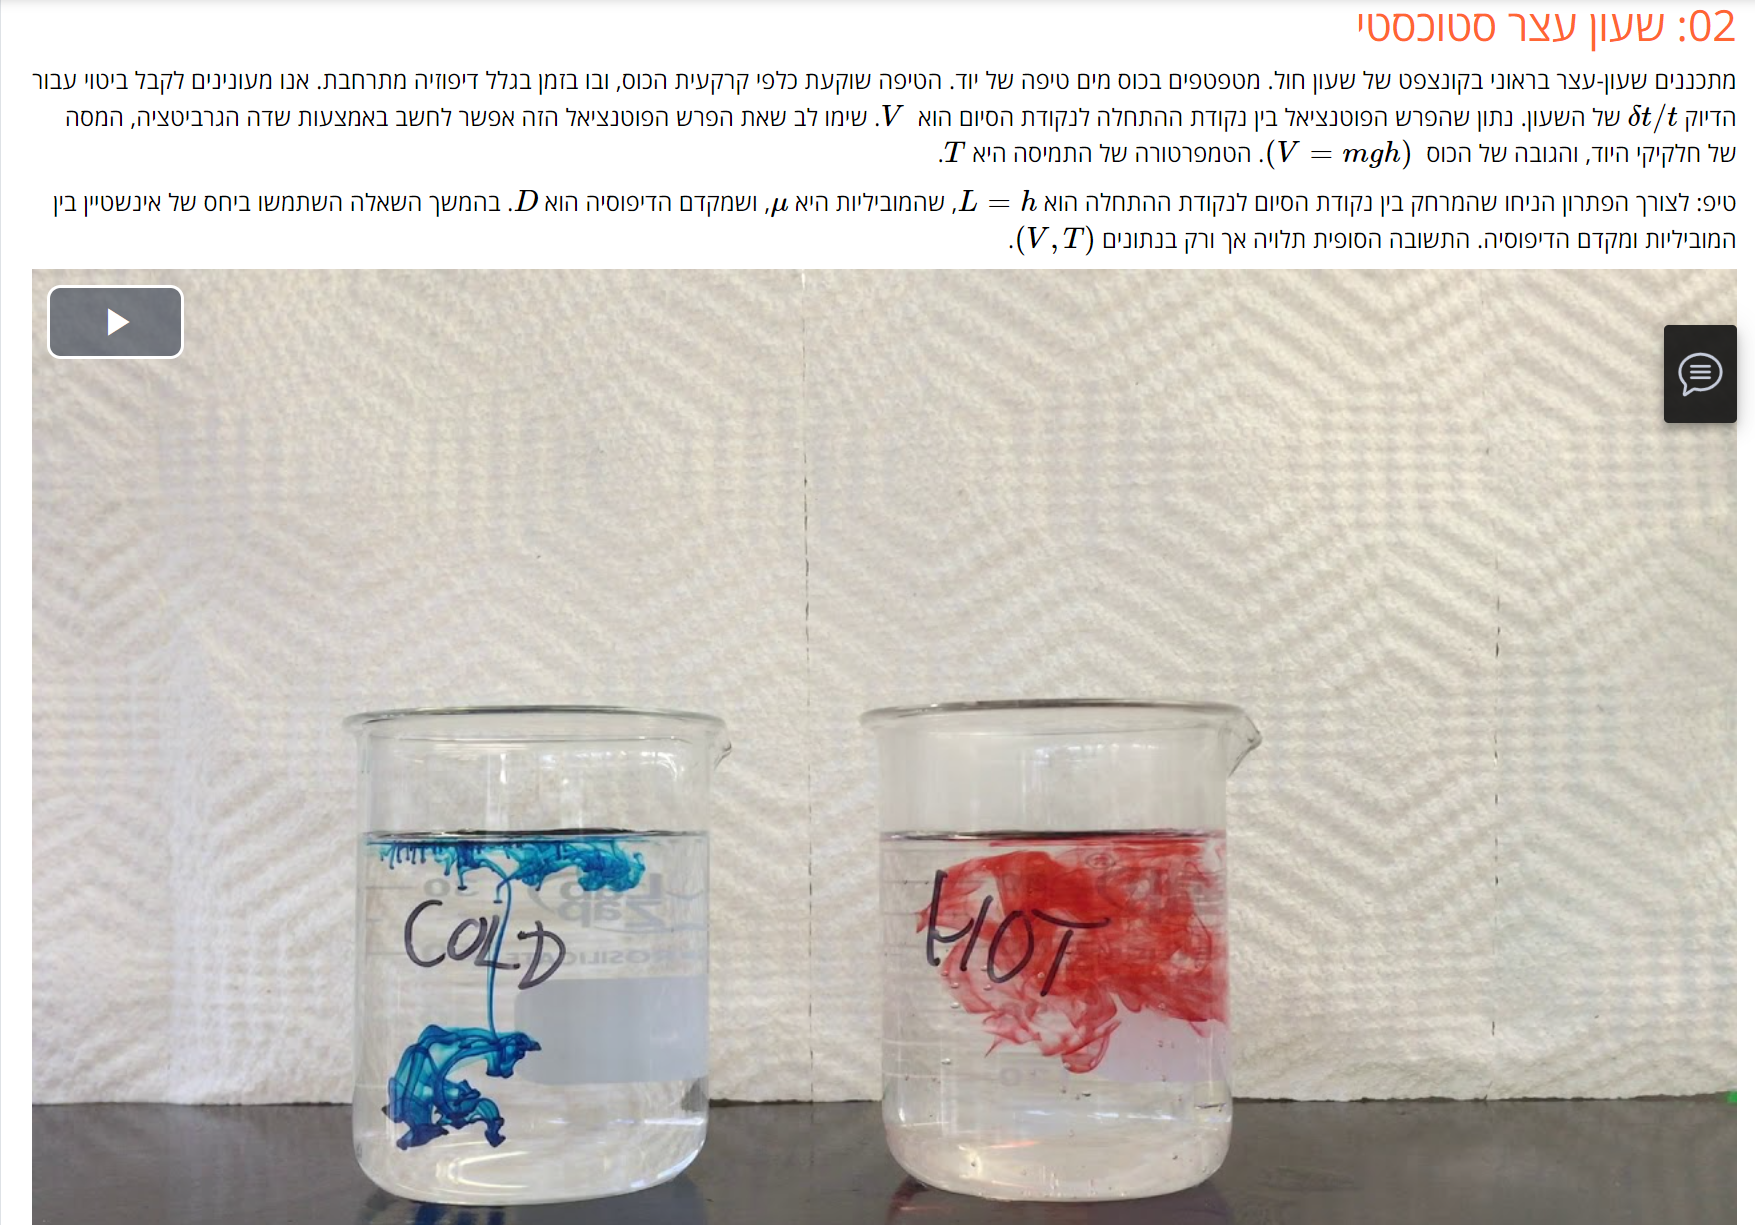 02: שעון עצר סטוכסטי
מתכננים שעון-עצר בראוני בקונצפט של שעון חול. מטפטפים בכוס מים טיפה של יוד. הטיפה שוקעת כלפי קרקעית הכוס, ובו בזמן בגלל דיפוזיה מתרחבת. אנו מעונינים לקבל ביטוי עבור
הדיוק δt/t של השעון. נתון שהפרש הפוטנציאל בין נקודת ההתחלה לנקודת הסיום הוא V. שימו לב שאת הפרש הפוטנציאל הזה אפשר לחשב באמצעות שדה הגרביטציה, המסה
של חלקיקי היוד, והגובה של הכוס (V = mgh). הטמפרטורה של התמיסה היא T.
טיפ: לצורך הפתרון הניחו שהמרחק בין נקודת הסיום לנקודת ההתחלה הוא L = h, שהמוביליות היא μ, ושמקדם הדיפוסיה הוא D. בהמשך השאלה השתמשו ביחס של אינשטיין בין
המוביליות ומקדם הדיפוסיה. התשובה הסופית תלויה אך ורק בנתונים (V, T).
COLD
HOT